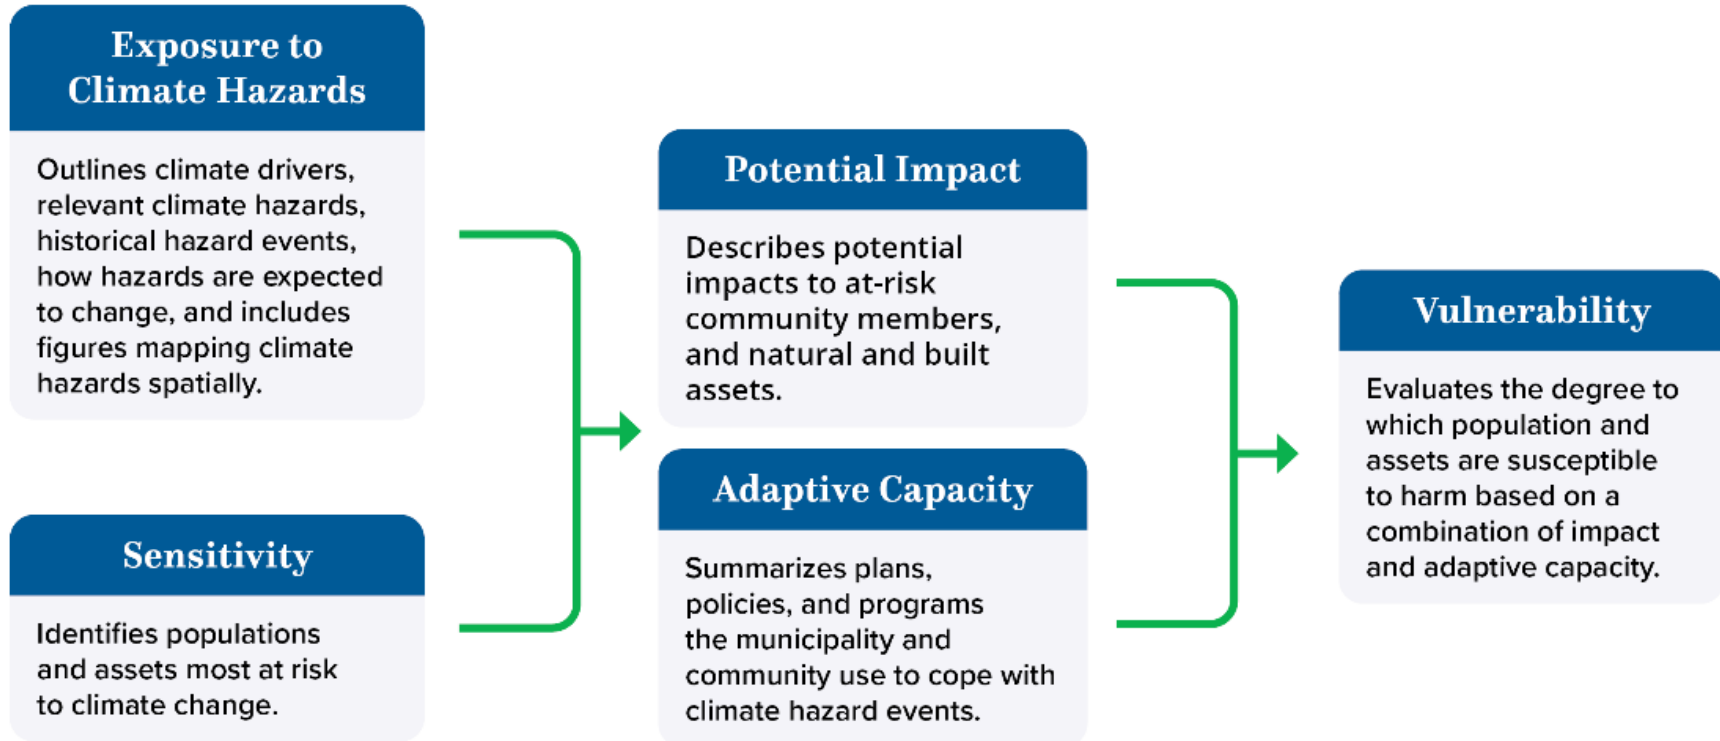 Exposure to
Climate Hazards
Outlines climate drivers,
relevant climate hazards,
historical hazard events,
how hazards are expected
to change, and includes
figures mapping climate
hazards spatially.
Sensitivity
Identifies populations
and assets most at risk
to climate change.
Potential Impact
Describes potential
impacts to at-risk
community members,
and natural and built
assets.
Adaptive Capacity
Summarizes plans,
policies, and programs
the municipality and
community use to cope with
climate hazard events.
Vulnerability
Evaluates the degree to
which population and
assets are susceptible
to harm based on a
combination of impact
and adaptive capacity.